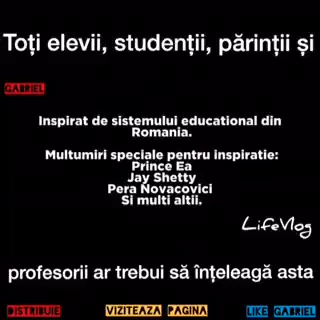 Toți elevii, studenții, părinții și
GABRIEL
Inspirat de sistemului educational din
Romania.
Multumiri speciale pentru inspiratie:
Prince Ea
Jay Shetty
Pera Novacovici
Si multi altii.
LifeVlog
profesorii ar trebui să înțeleagă asta
DISTRIBUIE
VIZITEAZA PAGINA
LIKE GABRIEL